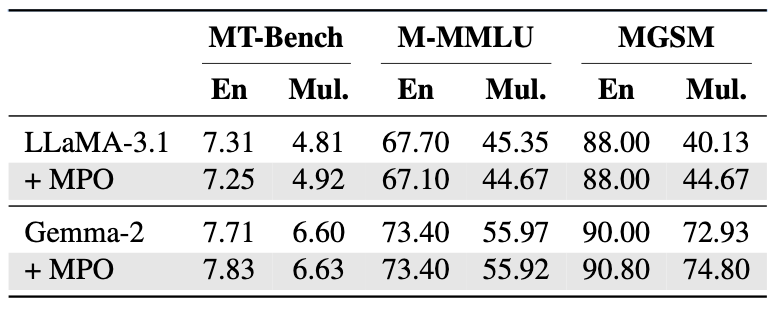 MT-Bench M-MMLU MGSM
En Mul. En Mul. En Mul.
LLaMA-3.1 7.31 4.81 67.70 45.35 88.00 40.13
+ MPO 7.25 4.92 67.10 44.67 88.00 44.67
Gemma-2 7.71 6.60 73.40 55.97 90.00 72.93
+ MPO 7.83 6.63 73.40 55.92 90.80 74.80